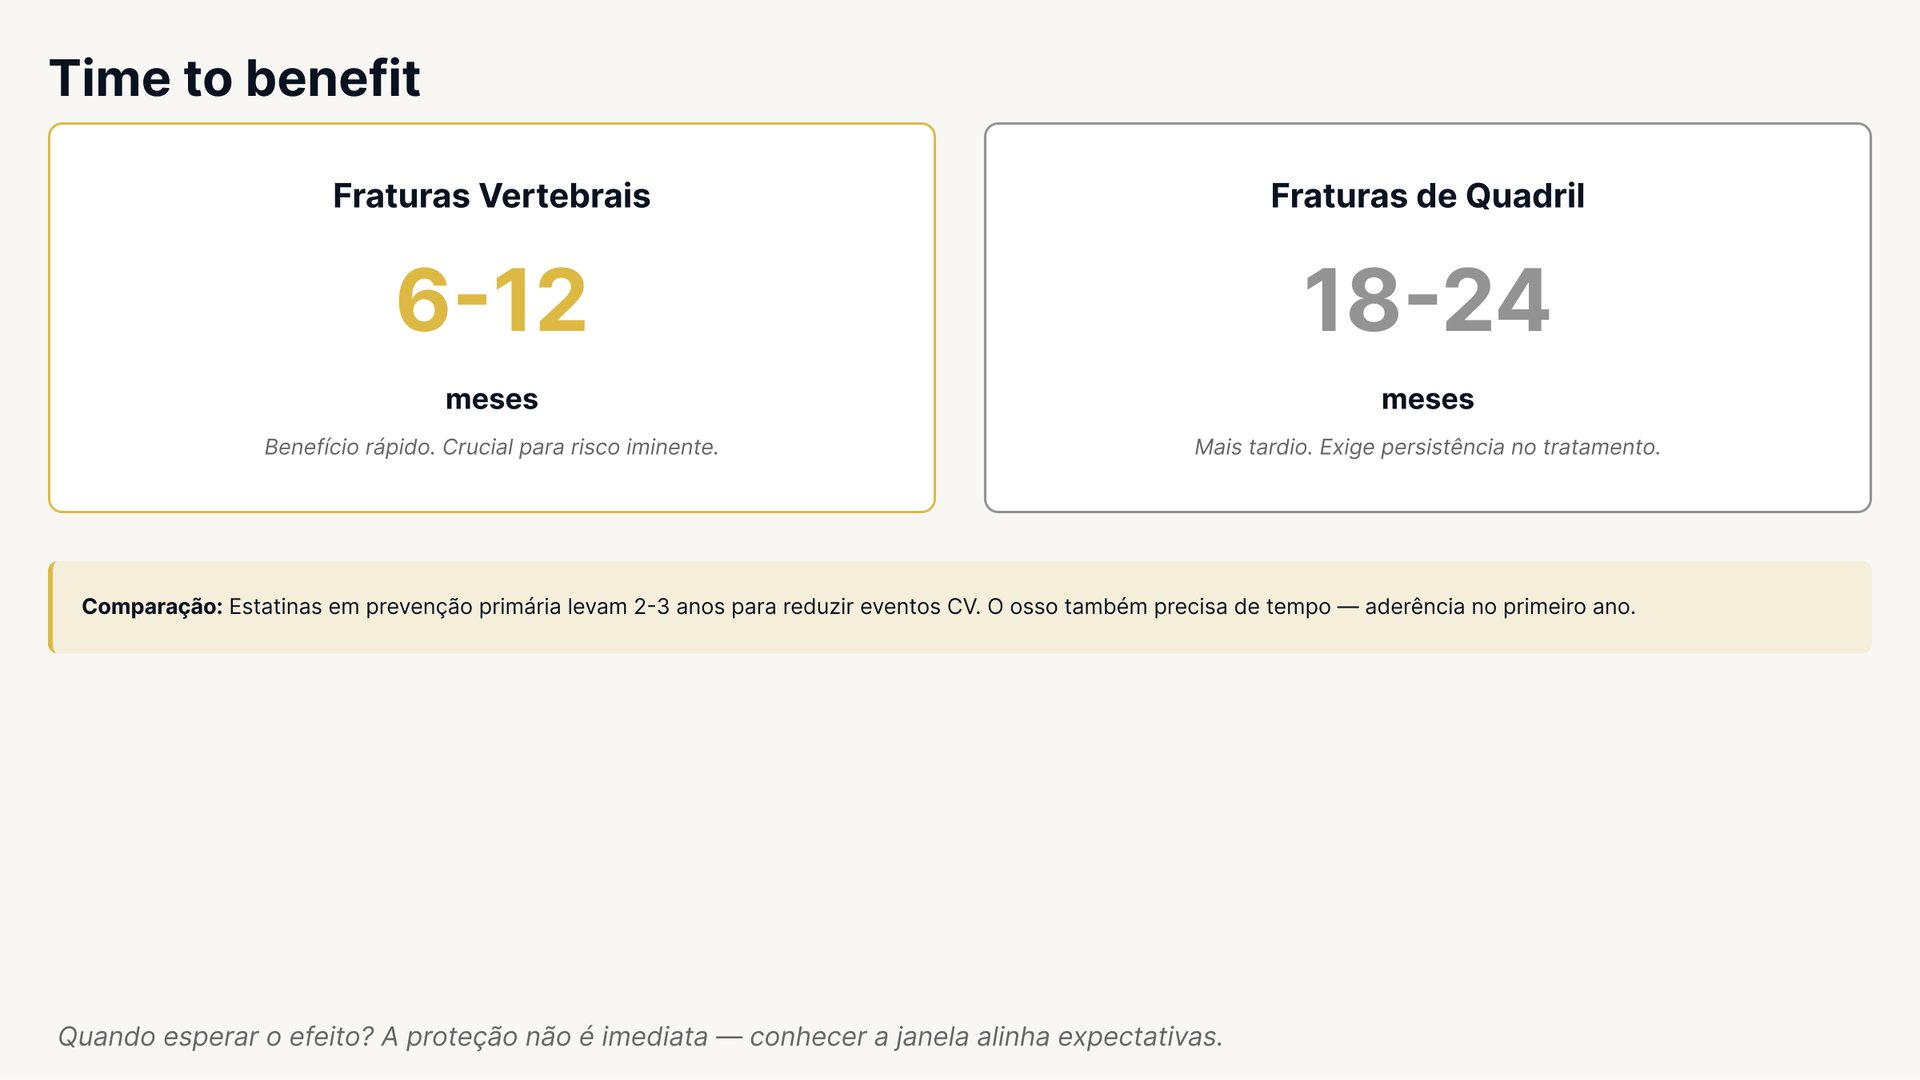 Time to benefit
Fraturas Vertebrais
6-12
meses
Benefício rápido. Crucial para risco iminente.
Fraturas de Quadril
18-24
meses
Mais tardio. Exige persistência no tratamento.
Comparação: Estatinas em prevenção primária levam 2-3 anos para reduzir eventos CV. O osso também precisa de tempo — aderência no primeiro ano.
Quando esperar o efeito? A proteção não é imediata — conhecer a janela alinha expectativas.